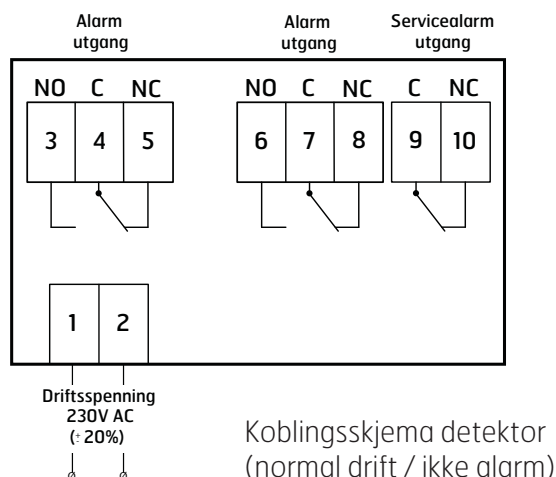 Alarm utgang
Alarm utgang
Servicealarm utgang
NO C NC
NO C NC
C NC
3 4 5
6 7 8
9 10
1 2
Driftsspenning
230V AC
(÷20%)
Koblingsskjema detektor
(normal drift / ikke alarm)